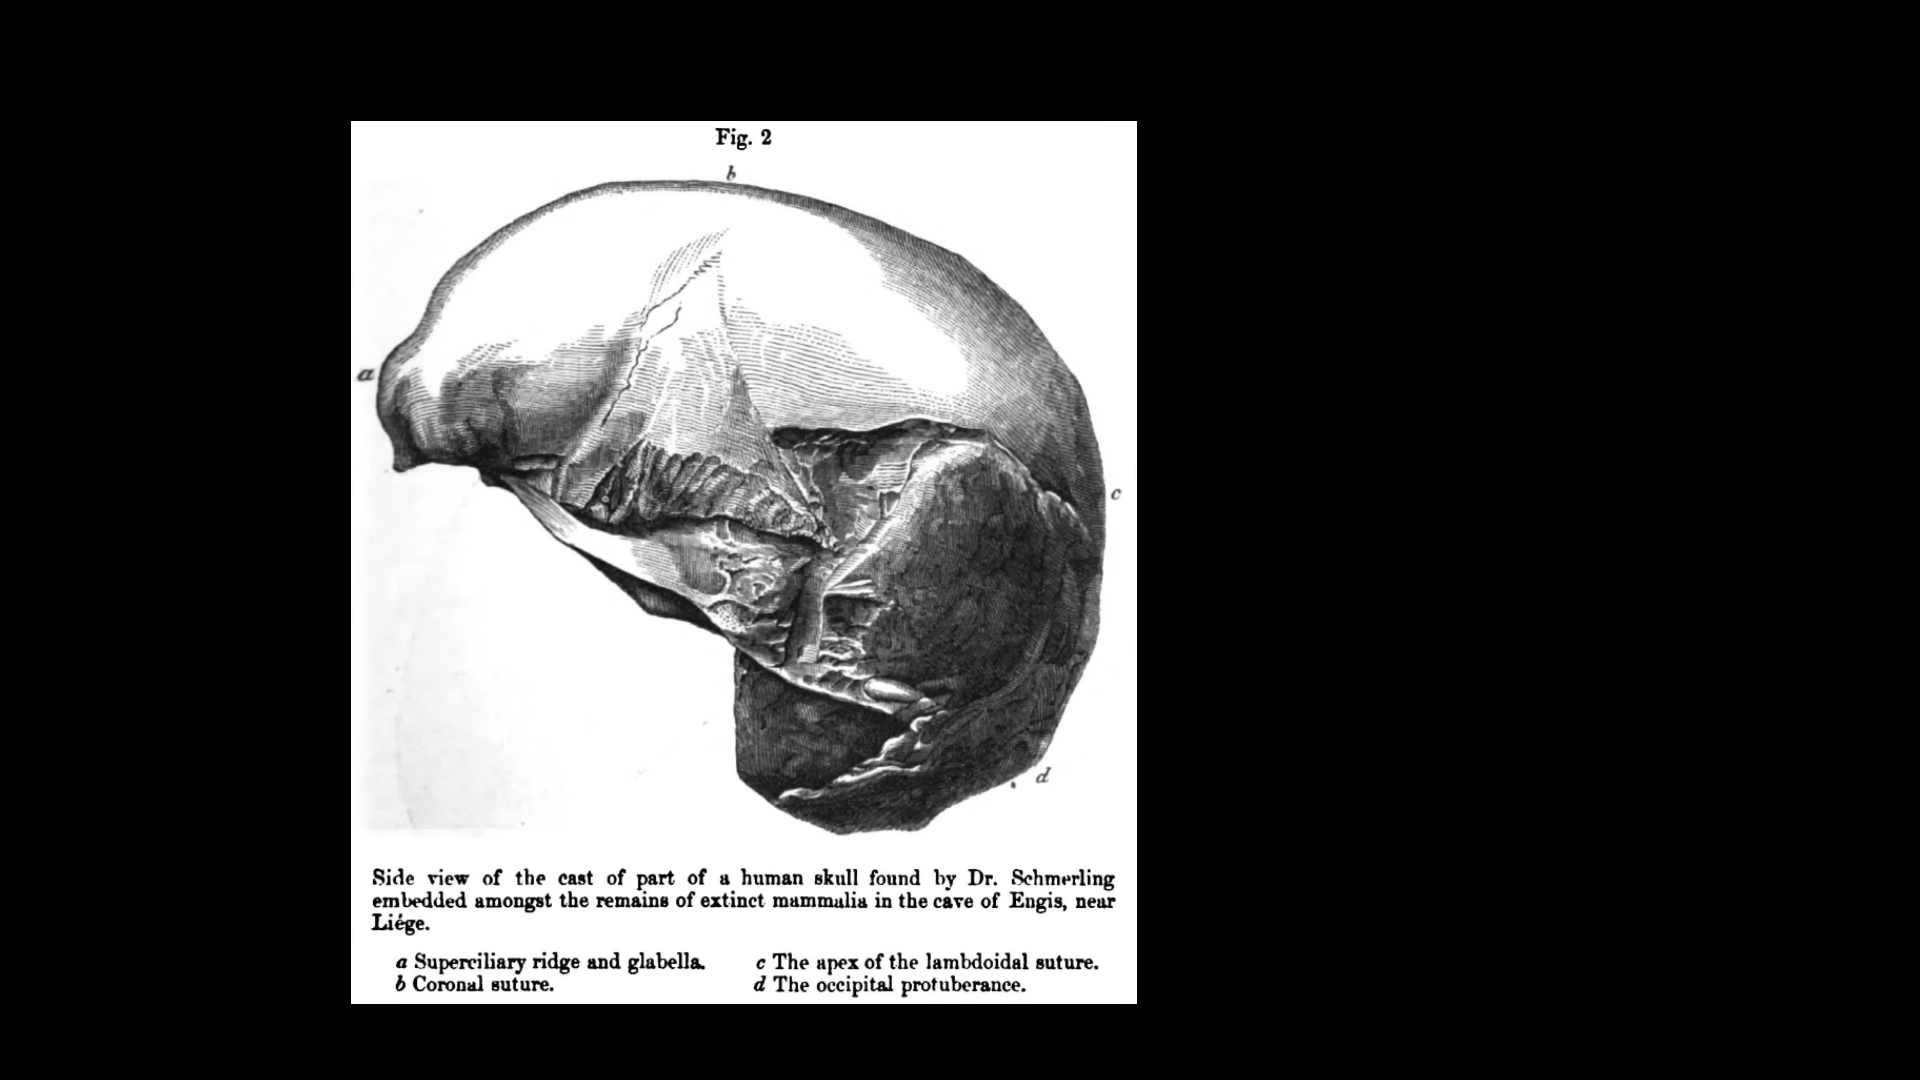 Fig. 2
b
a
c
d
Side view of the cast of part of a human skull found by Dr. Schmerling
embedded amongst the remains of extinct mammalia in the cave of Engis, near
Liége.
a Superciliary ridge and glabella.
c The apex of the lambdoidal suture.
b Coronal suture.
d The occipital protuberance.